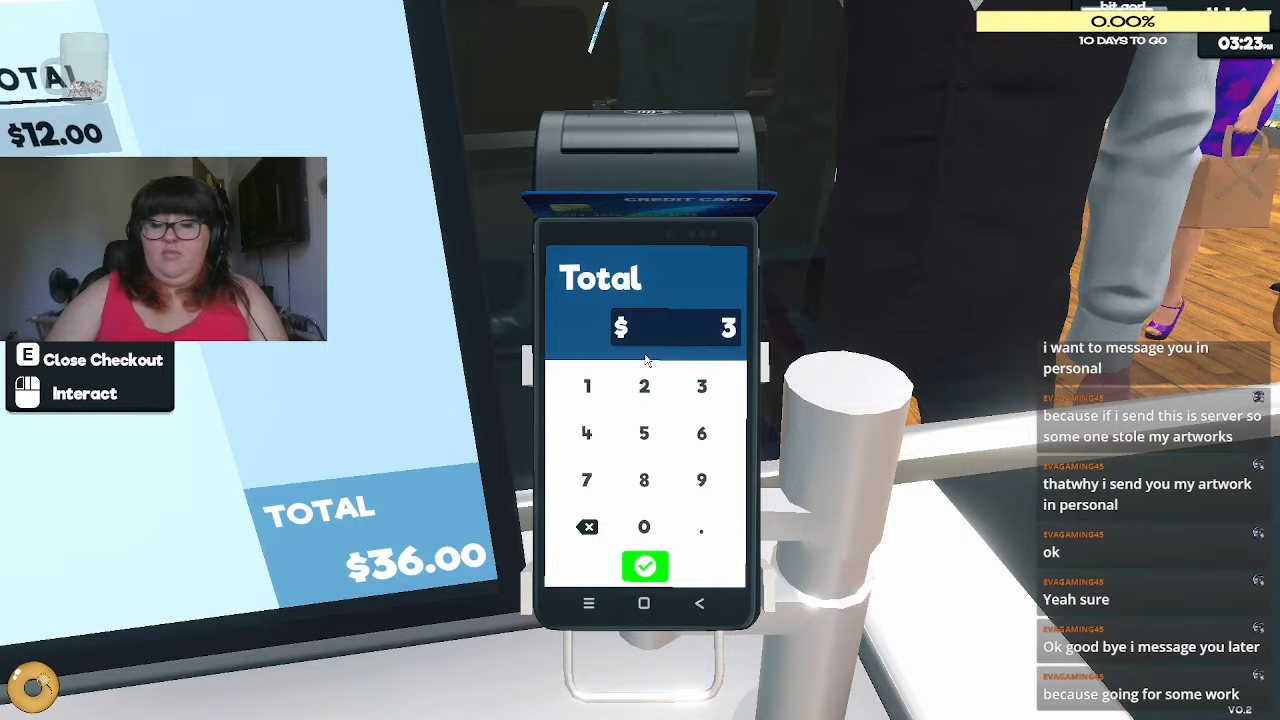 0.00%
10 DAYS TO GO
03:23PM
$12.00
CREDIT CARD
Total
$ 3
E Close Checkout
Interact
1 2 3
4 5 6
7 8 9
0 .
TOTAL
$36.00
i want to message you in
personal
EVAGAMING45
because if i send this is server so
some one stole my artworks
EVAGAMING45
thatwhy i send you my artwork
in personal
EVAGAMING45
ok
EVAGAMING45
Yeah sure
EVAGAMING45
Ok good bye i message you later
EVAGAMING45
because going for some work
V0.2